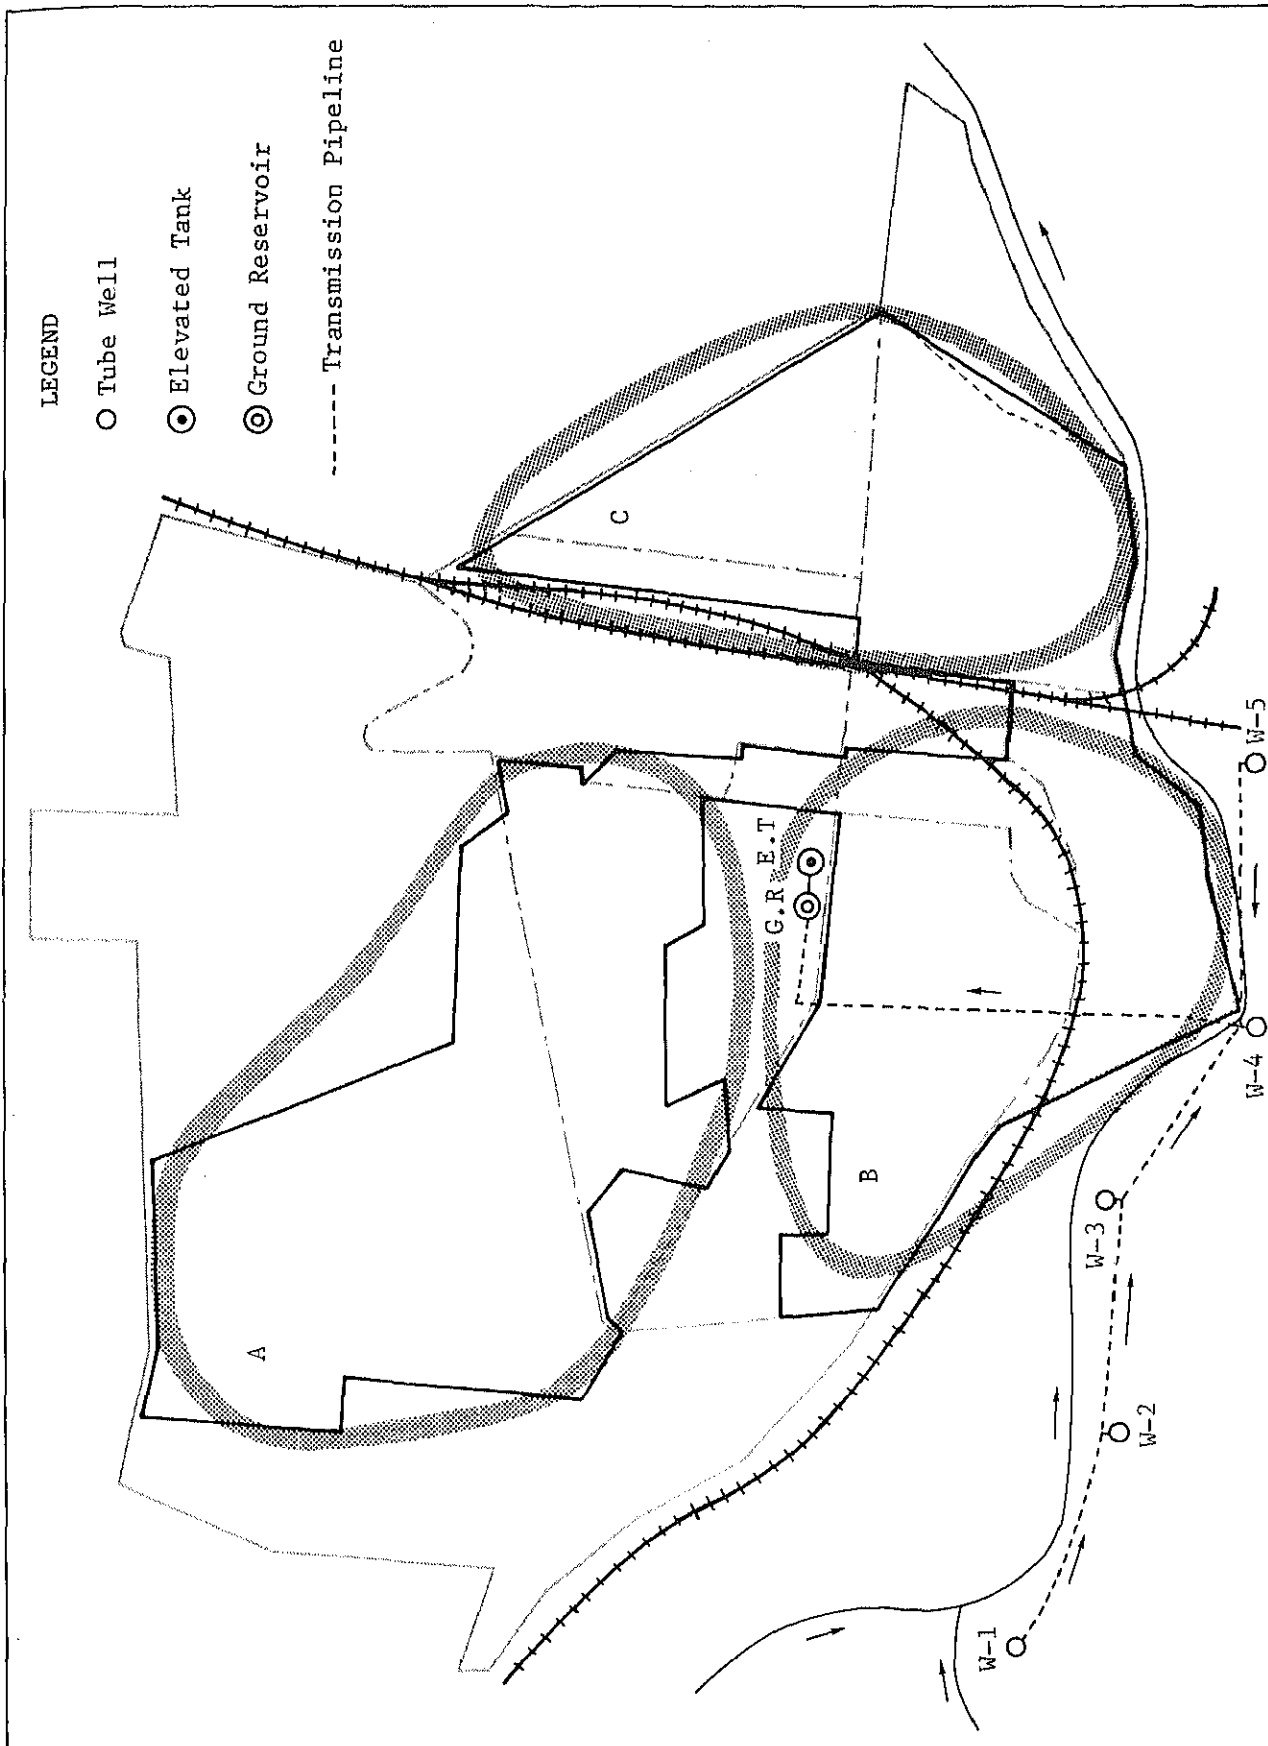 LEGEND
Tube Well
Elevated Tank
Ground Reservoir
Transmission Pipeline
A
B
C
G.R
E.T
W-1
W-2
W-3
W-4
W-5